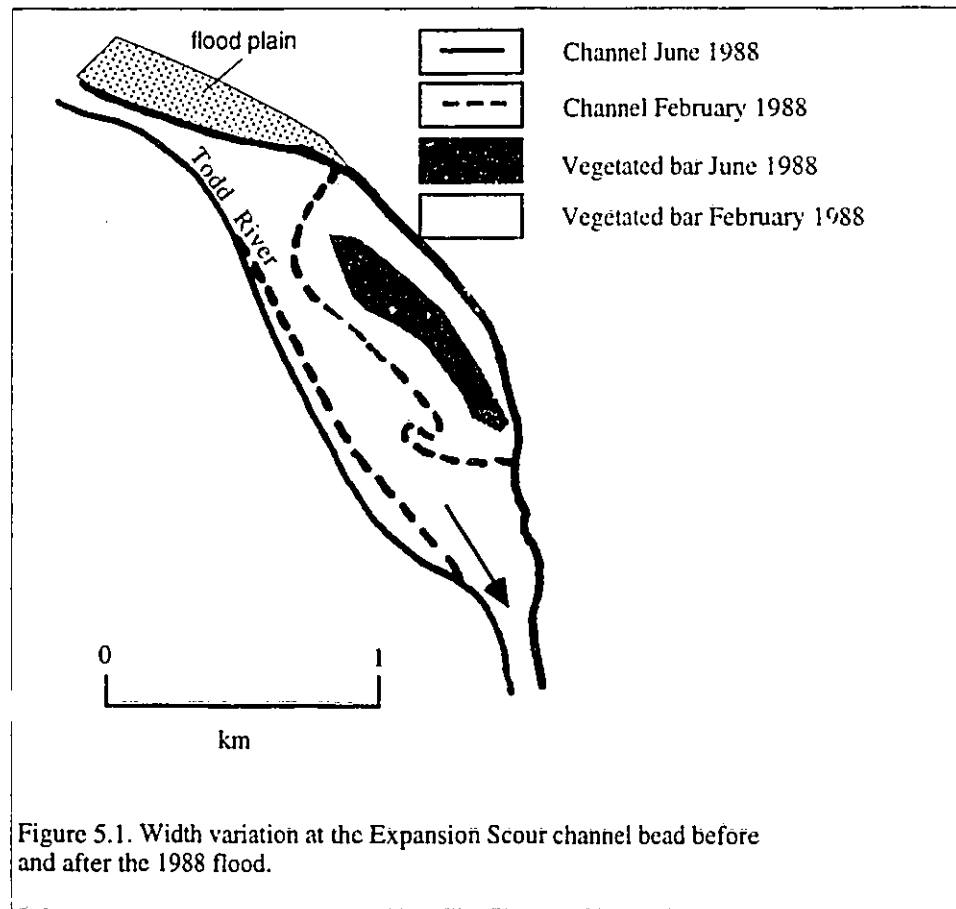 flood plain
Channel June 1988
Channel February 1988
Vegetated bar June 1988
Vegetated bar February 1988
Todd River
0 1
km
Figure 5.1. Width variation at the Expansion Scour channel bead before
and after the 1988 flood.